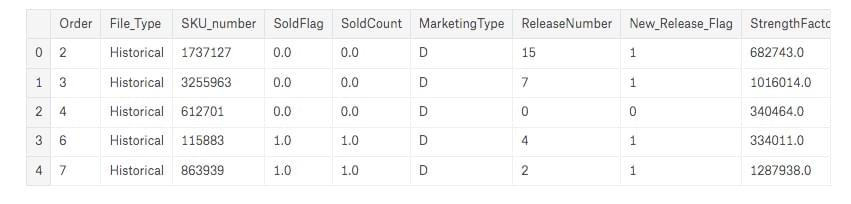 Order File_Type SKU_number SoldFlag SoldCount MarketingType ReleaseNumber New_Release_Flag StrengthFacto
0 2 Historical 1737127 0.0 0.0 D 15 1 682743.0
1 3 Historical 3255963 0.0 0.0 D 7 1 1016014.0
2 4 Historical 612701 0.0 0.0 D 0 0 340464.0
3 6 Historical 115883 1.0 1.0 D 4 1 334011.0
4 7 Historical 863939 1.0 1.0 D 2 1 1287938.0